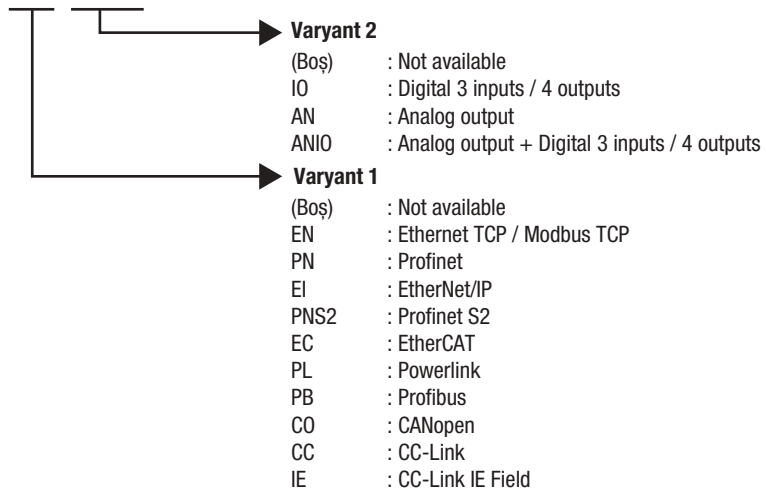 Varyant 2
(Boş) : Not available
IO : Digital 3 inputs / 4 outputs
AN : Analog output
ANIO : Analog output + Digital 3 inputs / 4 outputs
Varyant 1
(Boş) : Not available
EN : Ethernet TCP / Modbus TCP
PN : Profinet
EI : EtherNet/IP
PNS2 : Profinet S2
EC : EtherCAT
PL : Powerlink
PB : Profibus
CO : CANopen
CC : CC-Link
IE : CC-Link IE Field